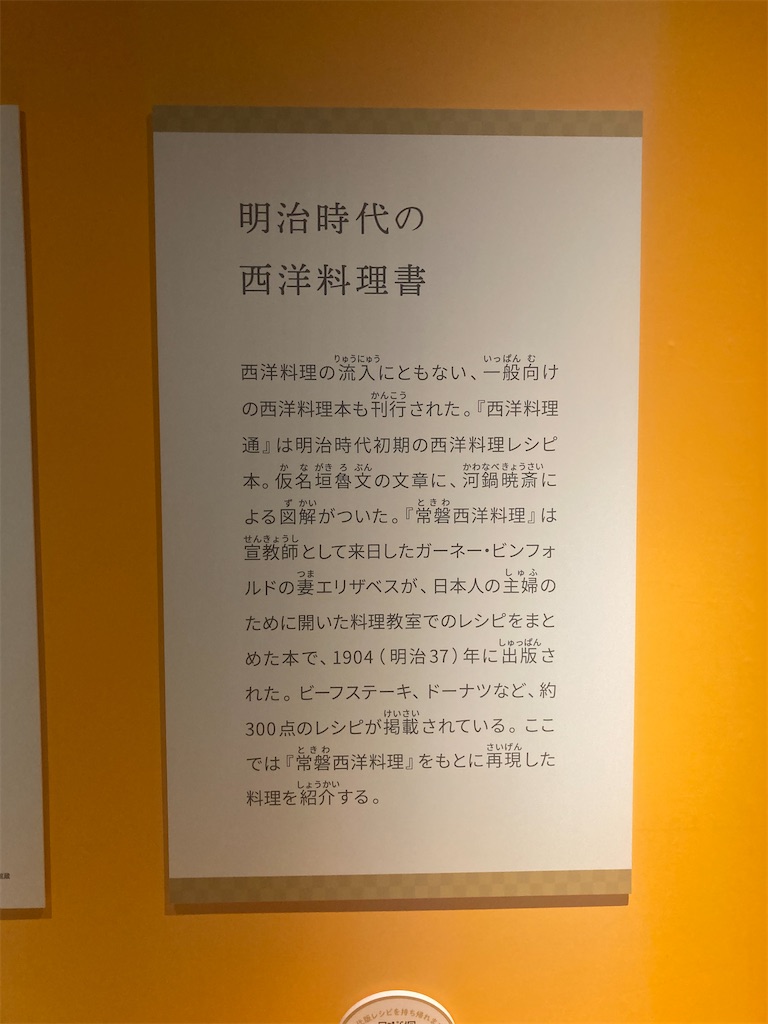 明治時代の
西洋料理書
西洋料理の流入にともない、一般向け
の西洋料理本も刊行された。『西洋料理
通』は明治時代初期の西洋料理レシピ
本。仮名垣魯文の文章に、河鍋暁斎に
よる図解がついた。『常磐西洋料理』は
宣教師として来日したガーネー・ビンフォ
ルドの妻エリザベスが、日本人の主婦の
ために開いた料理教室でのレシピをまと
めた本で、1904（明治37）年に出版さ
れた。ビーフステーキ、ドーナツなど、約
300点のレシピが掲載されている。ここ
では『常磐西洋料理』をもとに再現した
料理を紹介する。
版レシピを持ち帰れま